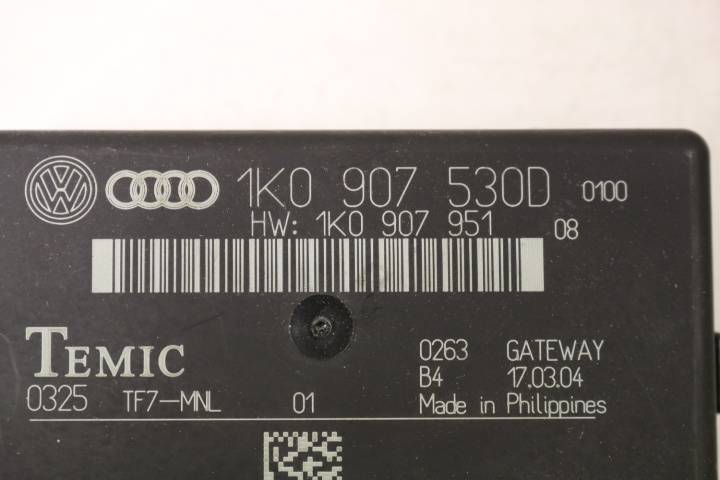 1K0 907 530D 0100
HW: 1K0 907 951 08
TEMIC
0263 GATEWAY
B4 17.03.04
0325 TF7-MNL 01 Made in Philippines